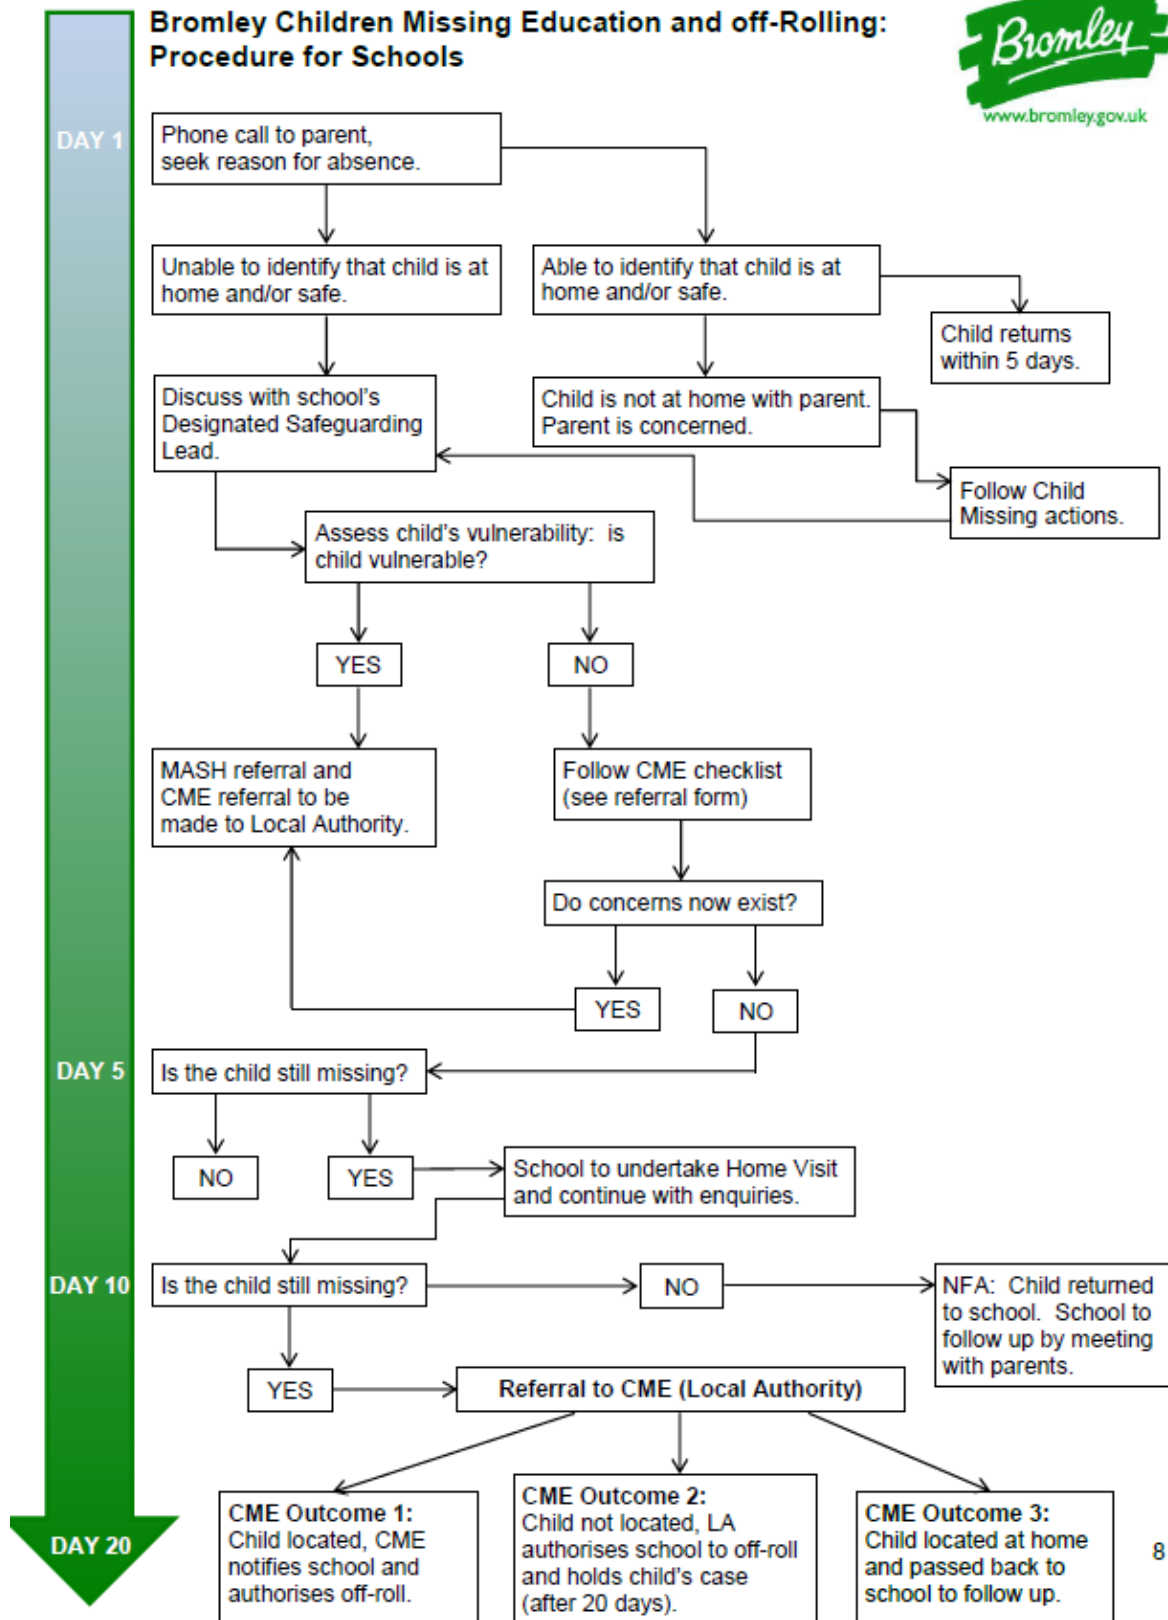 Bromley Children Missing Education and off-Rolling:
Procedure for Schools
Bromley
www.bromley.gov.uk
DAY 1
Phone call to parent,
seek reason for absence.
Unable to identify that child is at
home and/or safe.
Able to identify that child is at
home and/or safe.
Child returns
within 5 days.
Discuss with school's
Designated Safeguarding
Lead.
Child is not at home with parent.
Parent is concerned.
Follow Child
Missing actions.
Assess child's vulnerability:  is
child vulnerable?
YES
NO
MASH referral and
CME referral to be
made to Local Authority.
Follow CME checklist
(see referral form)
Do concerns now exist?
YES
NO
DAY 5
Is the child still missing?
NO
YES
School to undertake Home Visit
and continue with enquiries.
DAY 10
Is the child still missing?
NO
NFA:  Child returned
to school.  School to
follow up by meeting
with parents.
YES
Referral to CME (Local Authority)
DAY 20
CME Outcome 1:
Child located, CME
notifies school and
authorises off-roll.
CME Outcome 2:
Child not located, LA
authorises school to off-roll
and holds child's case
(after 20 days).
CME Outcome 3:
Child located at home
and passed back to
school to follow up.
8